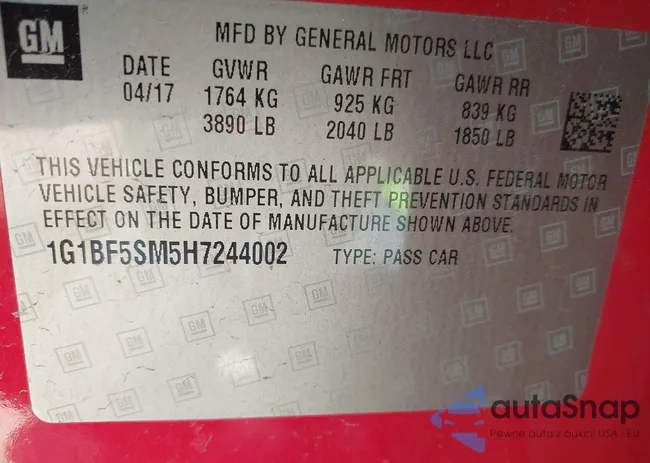 GM
MFD BY GENERAL MOTORS LLC
DATE GVWR GAWR FRT GAWR RR
04/17 1764 KG 925 KG 839 KG
3890 LB 2040 LB 1850 LB
THIS VEHICLE CONFORMS TO ALL APPLICABLE U.S. FEDERAL MOTOR
VEHICLE SAFETY, BUMPER, AND THEFT PREVENTION STANDARDS IN
EFFECT ON THE DATE OF MANUFACTURE SHOWN ABOVE.
1G1BF5SM5H7244002 TYPE: PASS CAR
autaSnap
Pewne auta z aukcji USA - EU